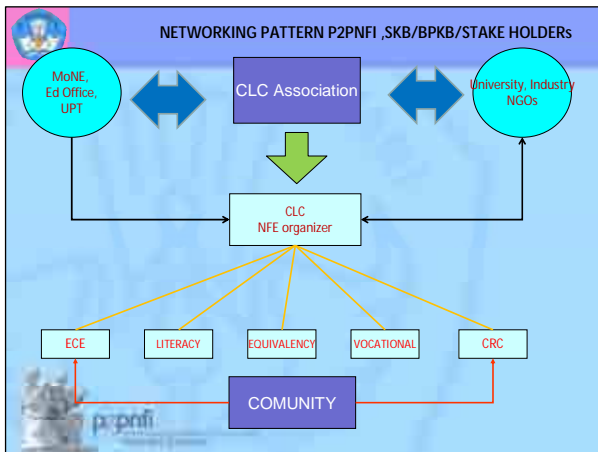 NETWORKING PATTERN P2PNFI ,SKB/BPKB/STAKE HOLDERs
MoNE,
Ed Office,
UPT
CLC Association
University, Industry
NGOs
CLC
NFE organizer
ECE
LITERACY
EQUIVALENCY
VOCATIONAL
CRC
COMUNITY
p2pnfi